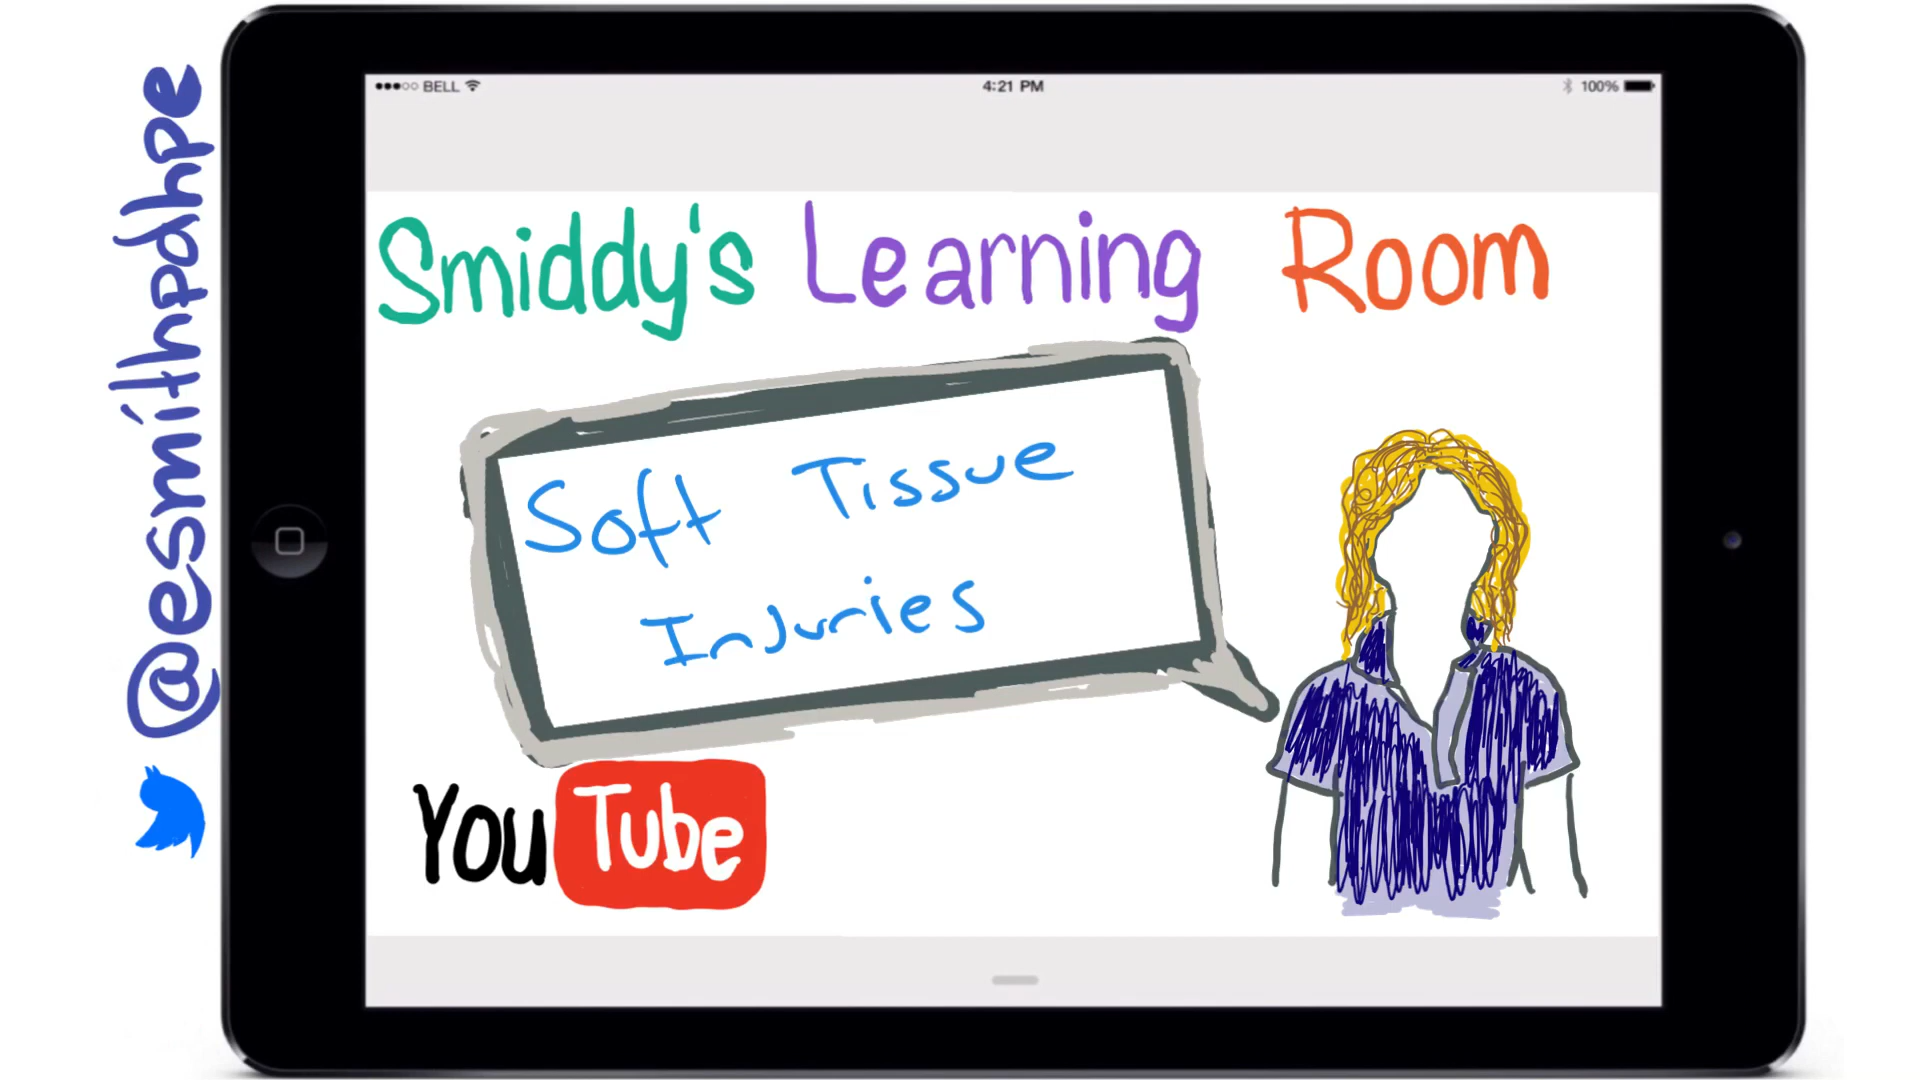 BELL 4:21 PM 100%
Smiddy's Learning Room
Soft Tissue
Injuries
YouTube
@esmithpdhpe